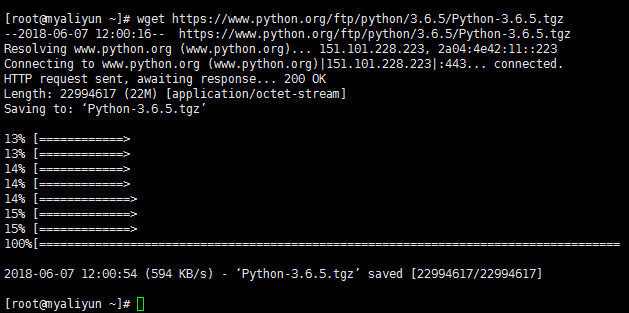 [root@myaliyun ~]# wget https://www.python.org/ftp/python/3.6.5/Python-3.6.5.tgz
--2018-06-07 12:00:16--  https://www.python.org/ftp/python/3.6.5/Python-3.6.5.tgz
Resolving www.python.org (www.python.org)... 151.101.228.223, 2a04:4e42:11::223
Connecting to www.python.org (www.python.org)|151.101.228.223|:443... connected.
HTTP request sent, awaiting response... 200 OK
Length: 22994617 (22M) [application/octet-stream]
Saving to: ‘Python-3.6.5.tgz’
13% [============>
13% [============>
14% [============>
14% [============>
14% [=============>
15% [=============>
15% [=============>
100%[==================================================================================
2018-06-07 12:00:54 (594 KB/s) - ‘Python-3.6.5.tgz’ saved [22994617/22994617]
[root@myaliyun ~]#